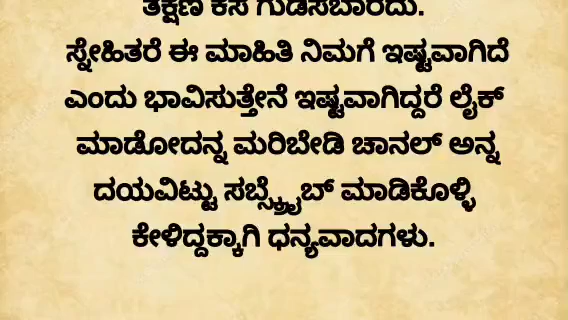 ತಕ್ಷಣ ಕಸ ಗುಡಿಸಬಾರದು.
ಸ್ನೇಹಿತರೆ ಈ ಮಾಹಿತಿ ನಿಮಗೆ ಇಷ್ಟವಾಗಿದೆ
ಎಂದು ಭಾವಿಸುತ್ತೇನೆ ಇಷ್ಟವಾಗಿದ್ದರೆ ಲೈಕ್
ಮಾಡೋದನ್ನ ಮರಿಬೇಡಿ ಚಾನಲ್ ಅನ್ನ
ದಯವಿಟ್ಟು ಸಬ್ಸ್ಕ್ರೈಬ್ ಮಾಡಿಕೊಳ್ಳಿ
ಕೇಳಿದ್ದಕ್ಕಾಗಿ ಧನ್ಯವಾದಗಳು.